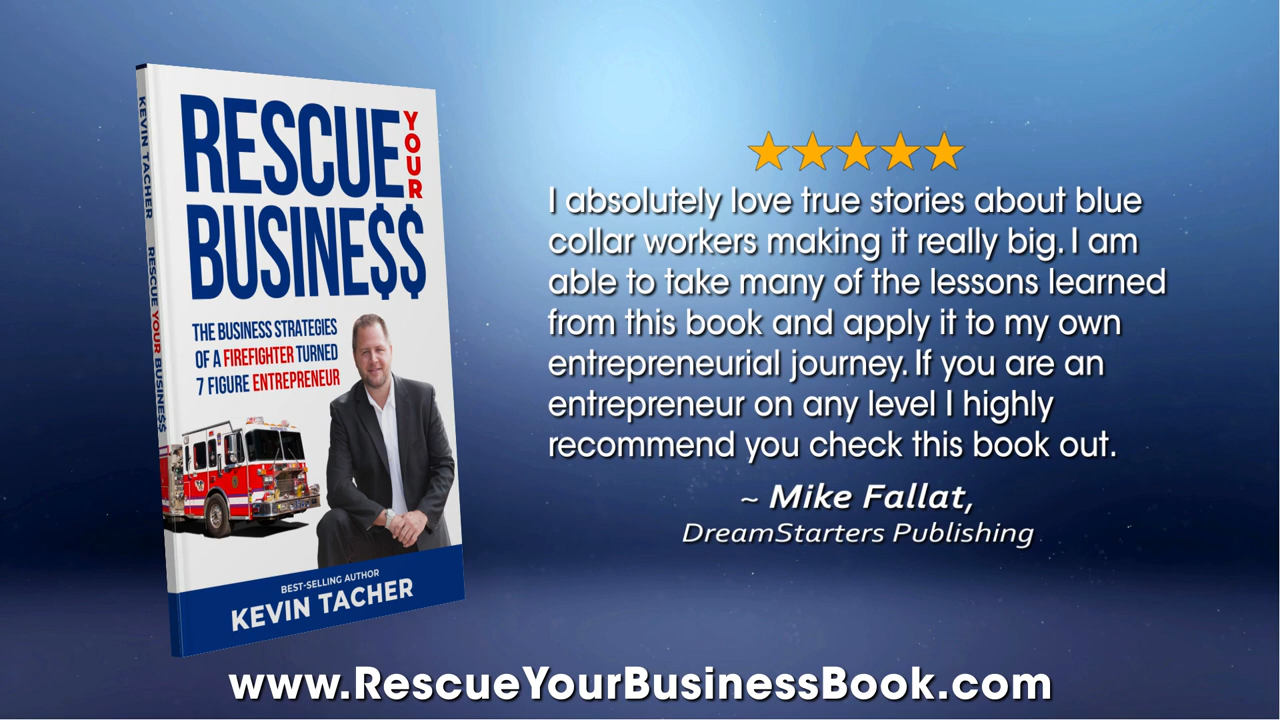 KEVIN TACHER RESCUE YOUR BUSINE$$
RESCUE YOUR
BUSINE$$
THE BUSINESS STRATEGIES
OF A FIREFIGHTER TURNED
7 FIGURE ENTREPRENEUR
BEST-SELLING AUTHOR
KEVIN TACHER
I absolutely love true stories about blue
collar workers making it really big. I am
able to take many of the lessons learned
from this book and apply it to my own
entrepreneurial journey. If you are an
entrepreneur on any level I highly
recommend you check this book out.
~ Mike Fallat,
DreamStarters Publishing
www.RescueYourBusinessBook.com